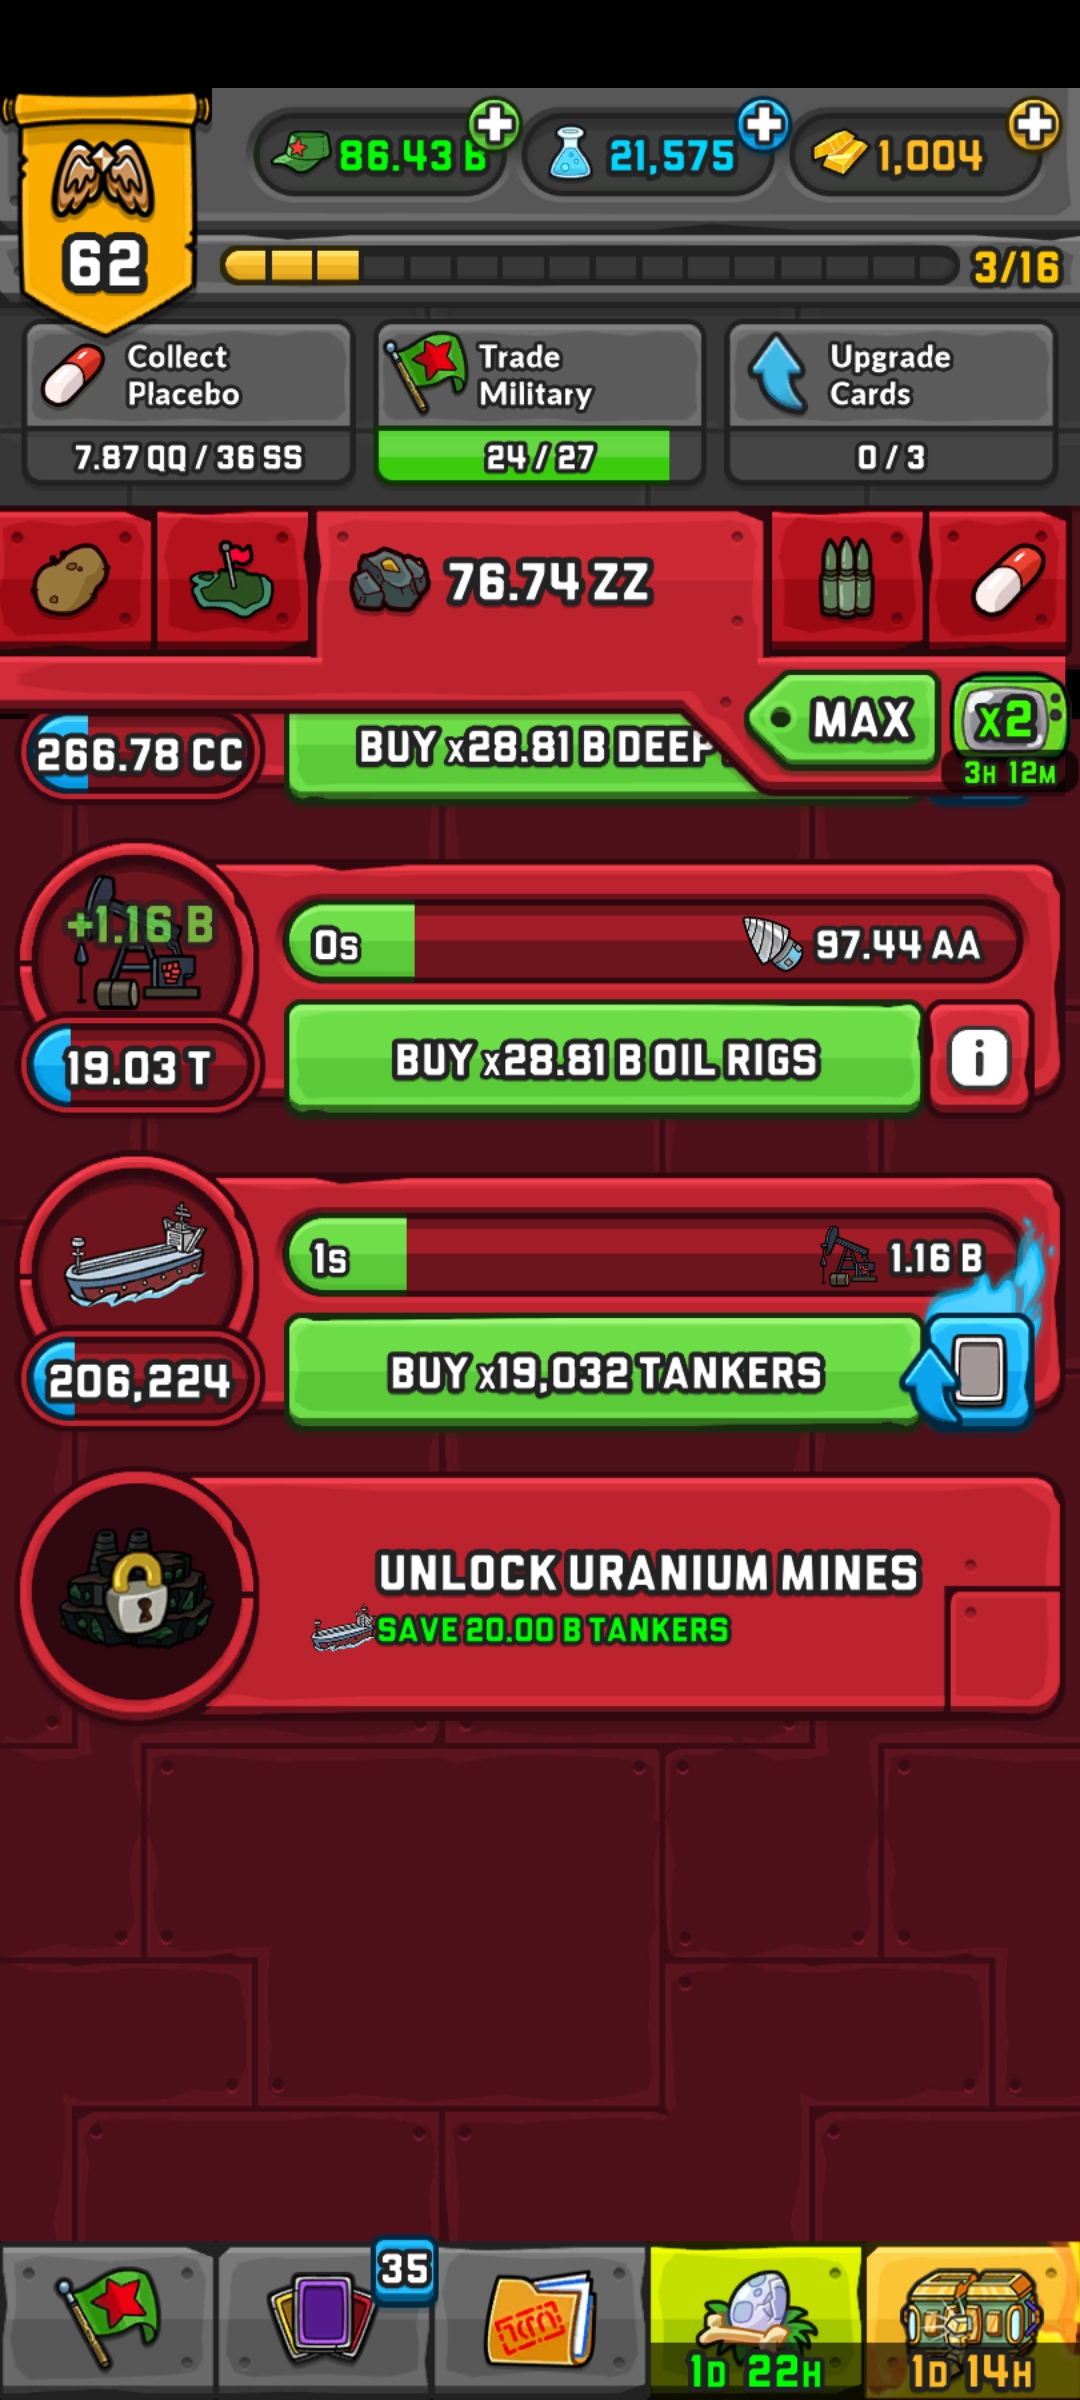 86.43 B
21,575
1,004
62
3/16
Collect
Placebo
7.87 QQ / 36 SS
Trade
Military
24 / 27
Upgrade
Cards
0 / 3
76.74 ZZ
MAX
x2
3H 12M
266.78 CC
BUY x28.81 B DEEP
+1.16 B
0s
97.44 AA
19.03 T
BUY x28.81 B OIL RIGS
i
1s
1.16 B
206,224
BUY x19,032 TANKERS
UNLOCK URANIUM MINES
SAVE 20.00 B TANKERS
35
1D 22H
1D 14H